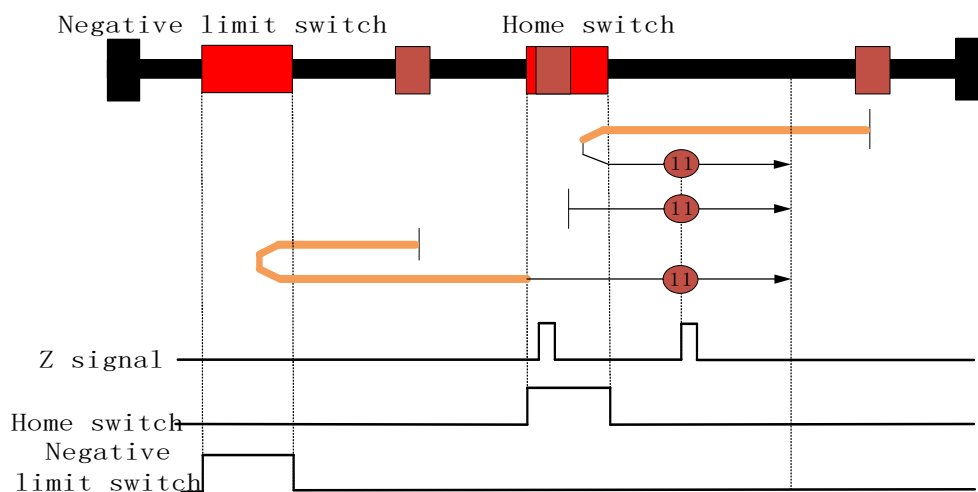 Negative limit switch
Home switch
11
11
11
Z signal
Home switch
Negative
limit switch